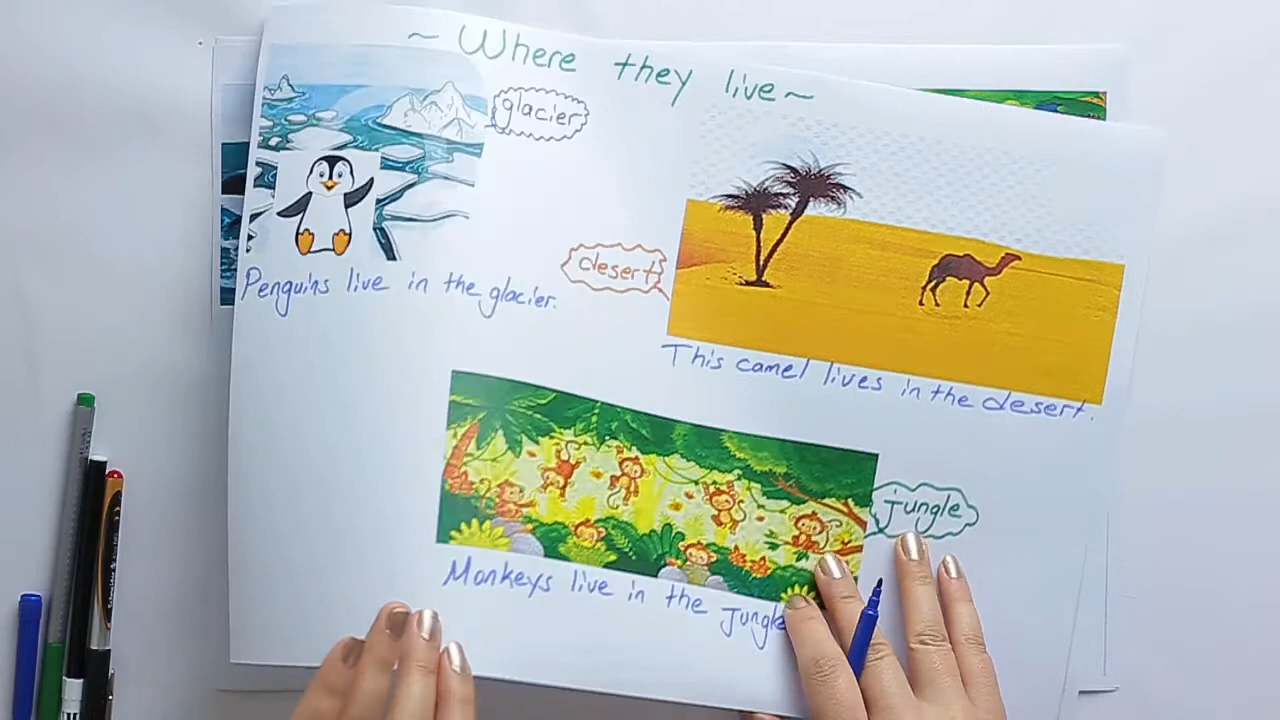 ~ Where they live ~
glacier
Penguins live in the glacier.
desert
This camel lives in the desert.
jungle
Monkeys live in the jungle